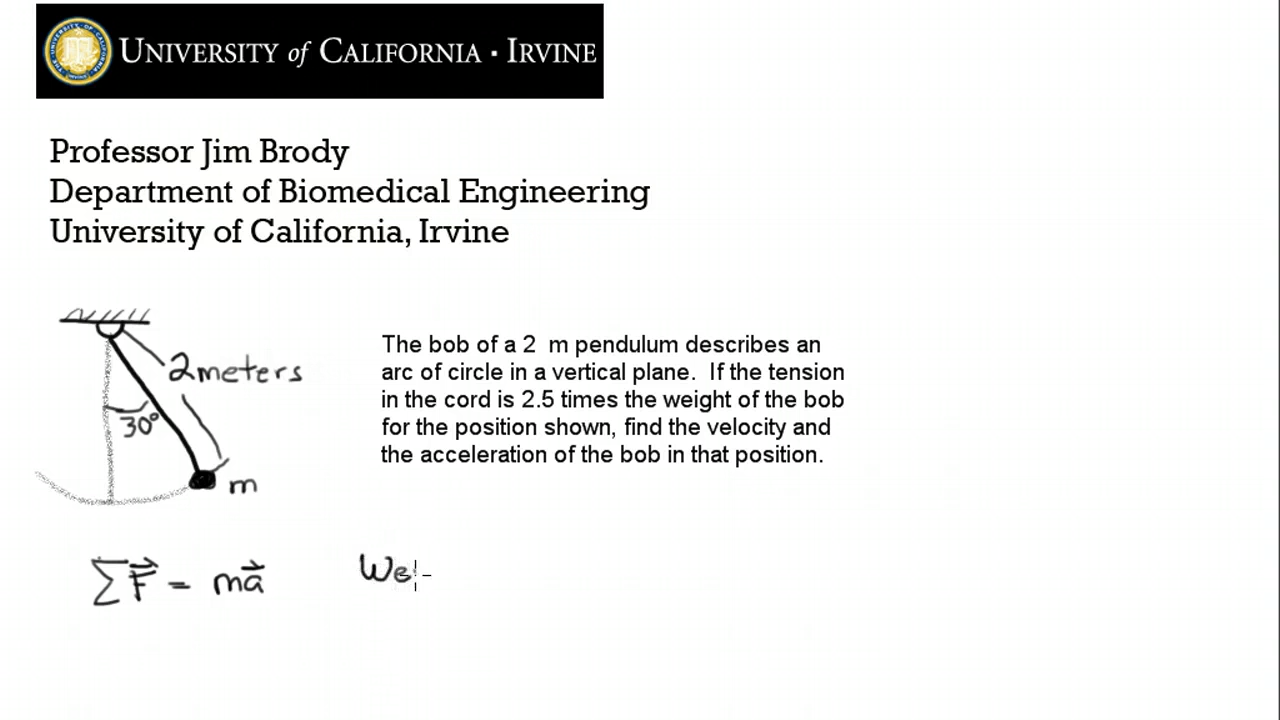 UNIVERSITY of CALIFORNIA · IRVINE
Professor Jim Brody
Department of Biomedical Engineering
University of California, Irvine
2 meters
30°
m
The bob of a 2 m pendulum describes an
arc of circle in a vertical plane. If the tension
in the cord is 2.5 times the weight of the bob
for the position shown, find the velocity and
the acceleration of the bob in that position.
∑F⃗ = ma⃗ We